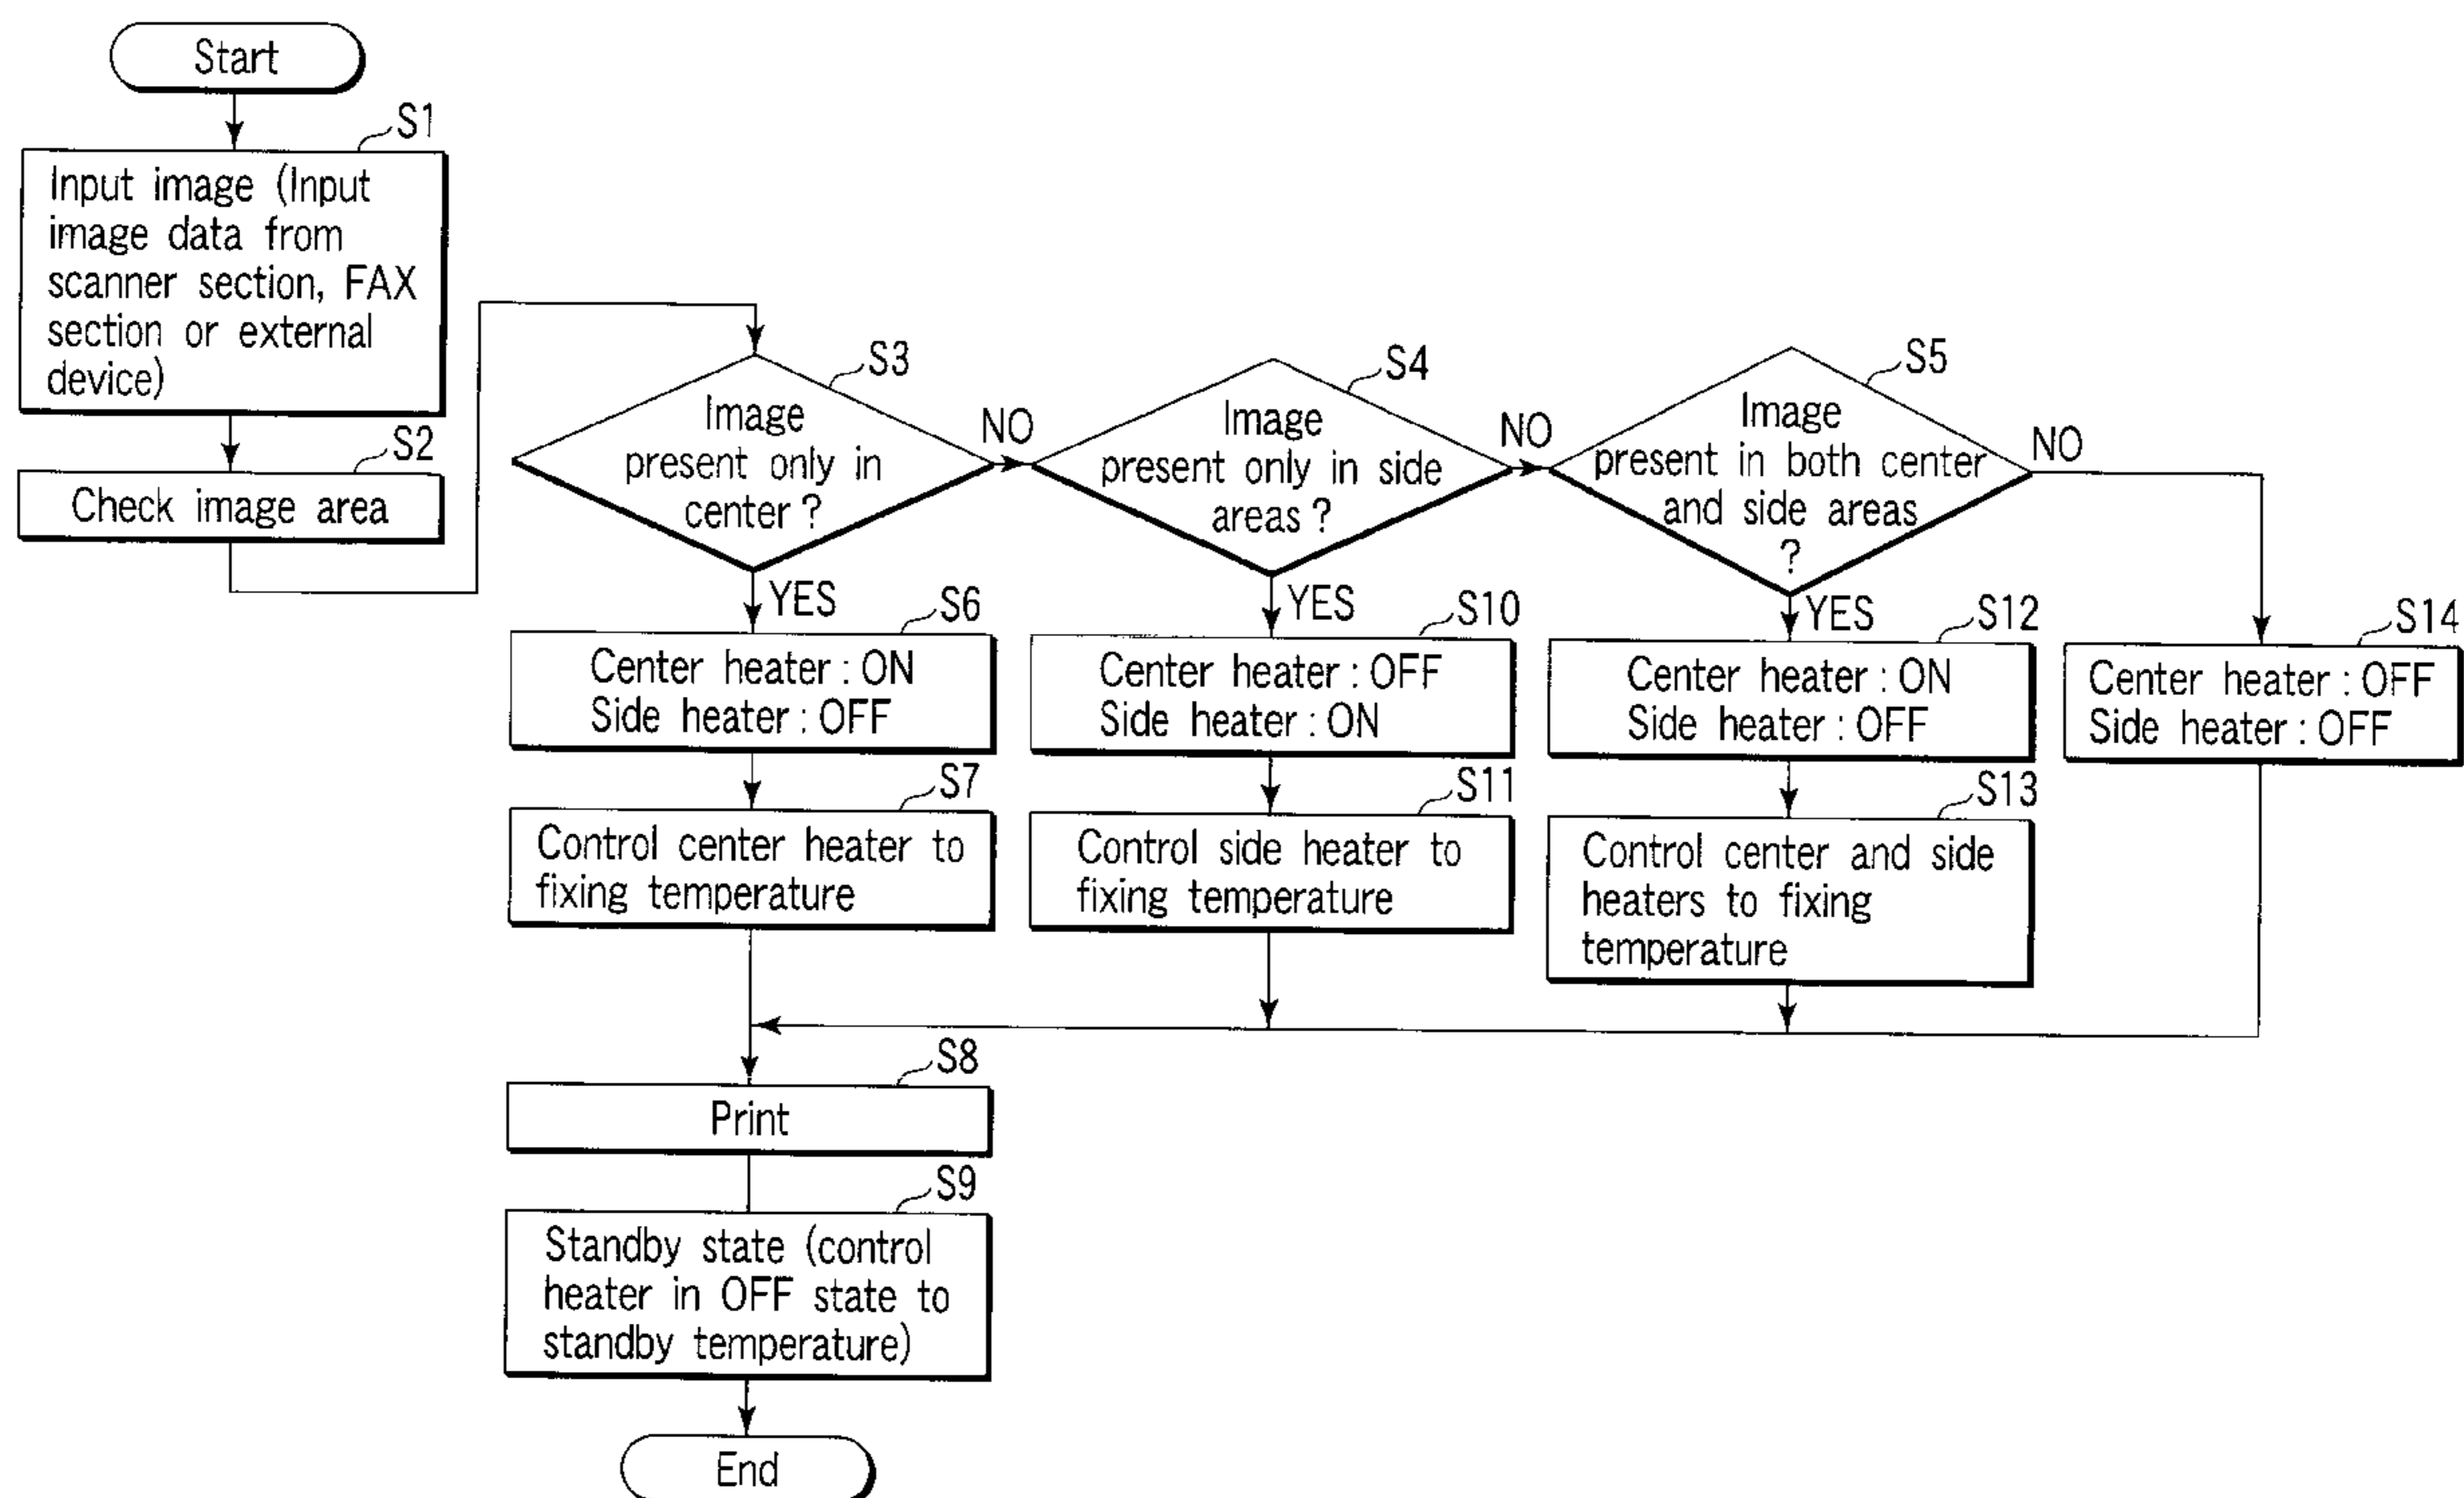 Start
S1
Input image (Input
image data from
scanner section, FAX
section or external
device)
S2
Check image area
S3
Image
present only in
center ?
NO
YES
S4
Image
present only in side
areas ?
NO
YES
S5
Image
present in both center
and side areas
?
NO
YES
S6
Center heater : ON
Side heater : OFF
S7
Control center heater to
fixing temperature
S10
Center heater : OFF
Side heater : ON
S11
Control side heater to
fixing temperature
S12
Center heater : ON
Side heater : OFF
S13
Control center and side
heaters to fixing
temperature
S14
Center heater : OFF
Side heater : OFF
S8
Print
S9
Standby state (control
heater in OFF state to
standby temperature)
End